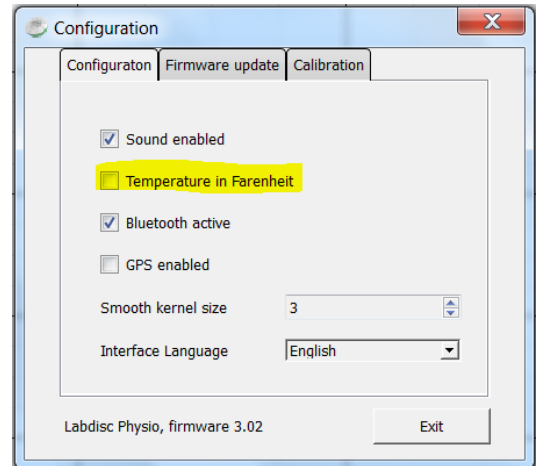 Configuration
Configuraton Firmware update Calibration
Sound enabled
Temperature in Farenheit
Bluetooth active
GPS enabled
Smooth kernel size 3
Interface Language English
Labdisc Physio, firmware 3.02 Exit